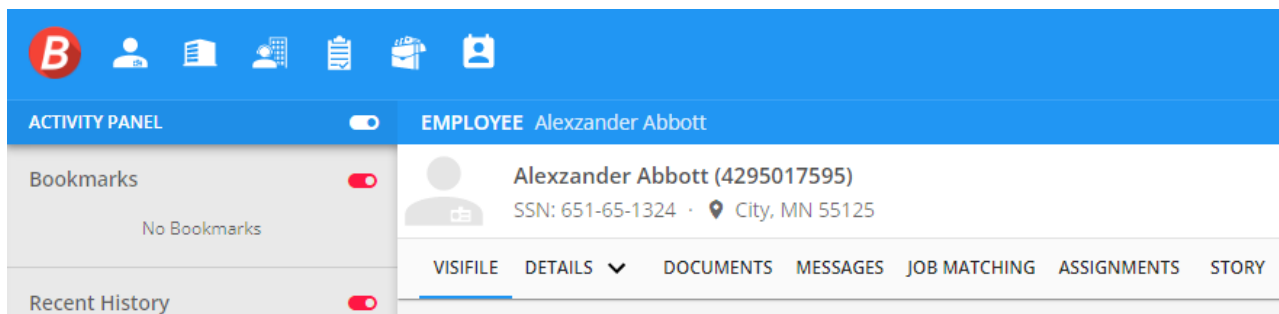 B
ACTIVITY PANEL
EMPLOYEE Alexzander Abbott
Bookmarks
No Bookmarks
Recent History
Alexzander Abbott (4295017595)
SSN: 651-65-1324 · City, MN 55125
VISIFILE DETAILS DOCUMENTS MESSAGES JOB MATCHING ASSIGNMENTS STORY